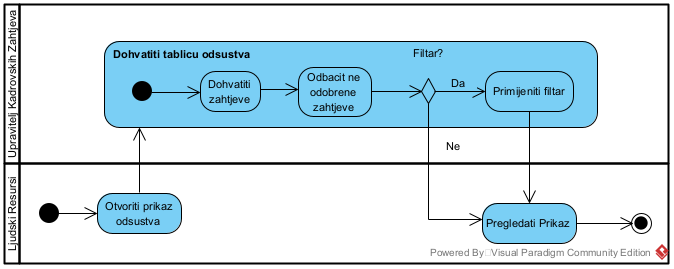 Upravitelj Kadrovskih Zahtjeva
Dohvatiti tablicu odsustva
Filtar?
Dohvatiti
zahtjeve
Odbacit ne
odobrene
zahtjeve
Da
Primijeniti filtar
Ne
Ljudski Resursi
Otvoriti prikaz
odsustva
Pregledati Prikaz
Powered By Visual Paradigm Community Edition